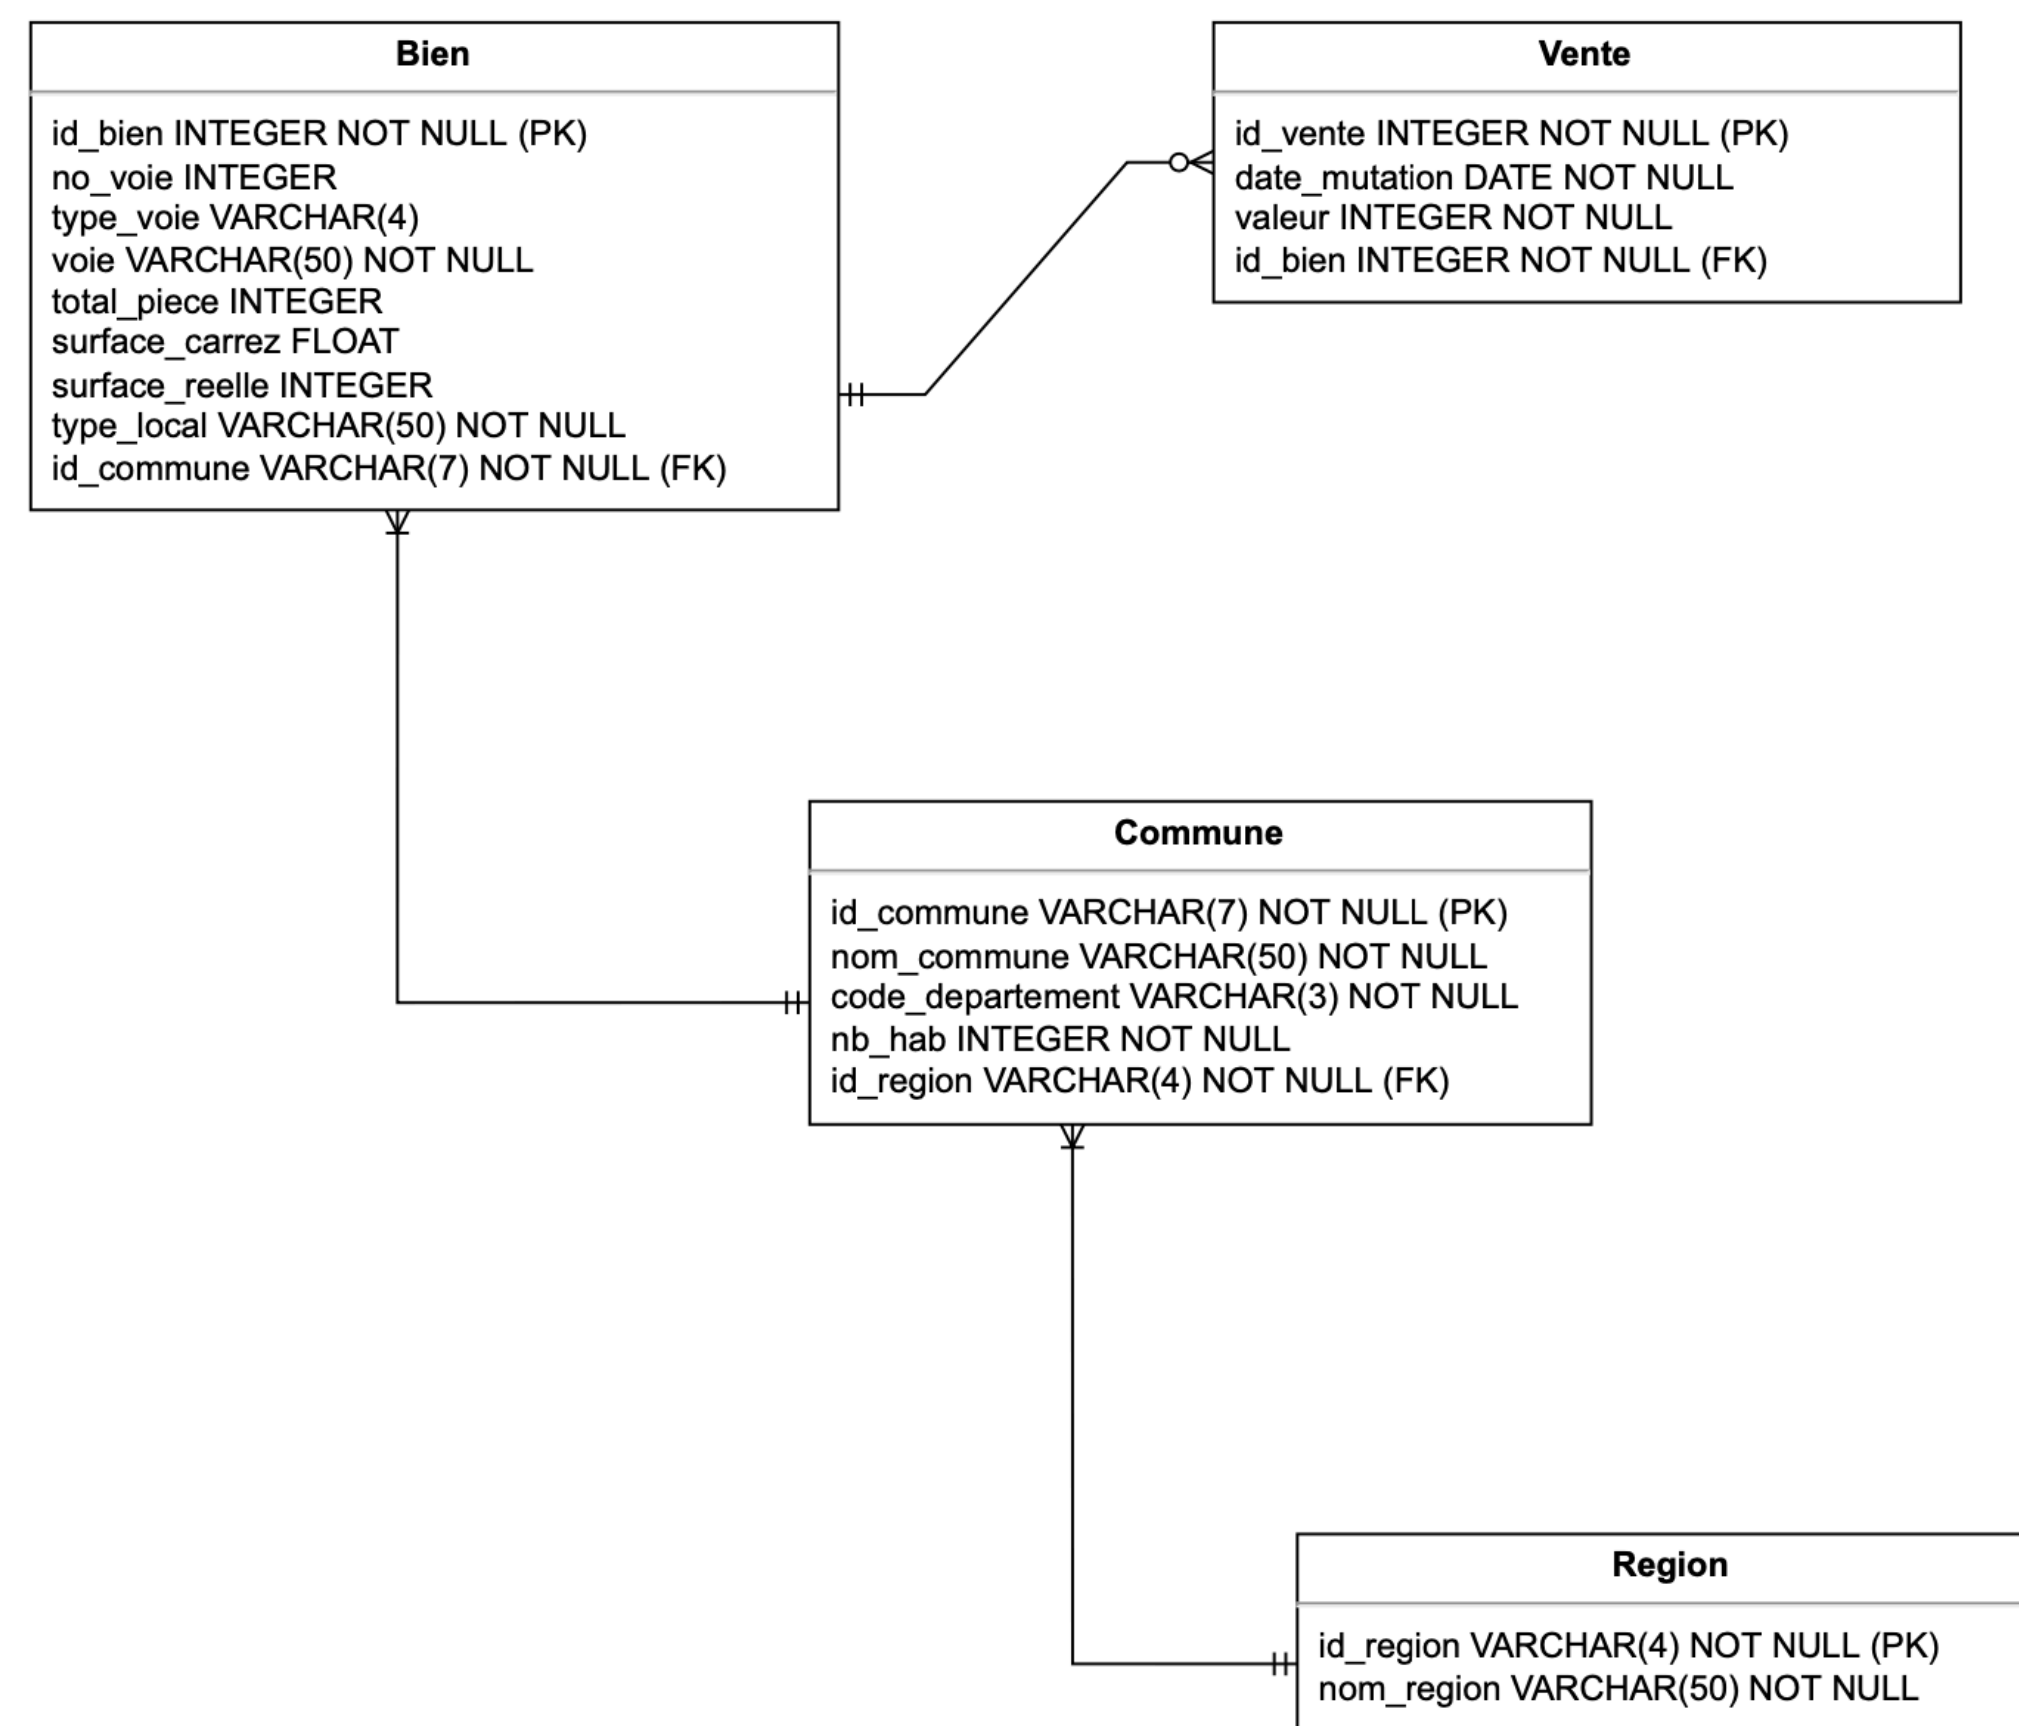 Bien
id_bien INTEGER NOT NULL (PK)
no_voie INTEGER
type_voie VARCHAR(4)
voie VARCHAR(50) NOT NULL
total_piece INTEGER
surface_carrez FLOAT
surface_reelle INTEGER
type_local VARCHAR(50) NOT NULL
id_commune VARCHAR(7) NOT NULL (FK)
Vente
id_vente INTEGER NOT NULL (PK)
date_mutation DATE NOT NULL
valeur INTEGER NOT NULL
id_bien INTEGER NOT NULL (FK)
Commune
id_commune VARCHAR(7) NOT NULL (PK)
nom_commune VARCHAR(50) NOT NULL
code_departement VARCHAR(3) NOT NULL
nb_hab INTEGER NOT NULL
id_region VARCHAR(4) NOT NULL (FK)
Region
id_region VARCHAR(4) NOT NULL (PK)
nom_region VARCHAR(50) NOT NULL